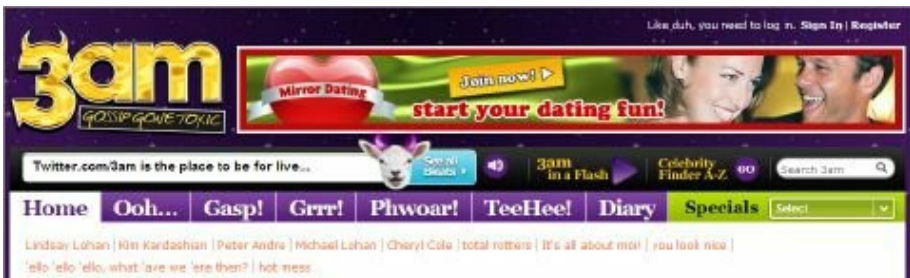 Like duh, you need to log in. Sign In | Register
3am
GOSSIP GONE TOXIC
Mirror Dating
Join now!
start your dating fun!
Twitter.com/3am is the place to be for live...
See all Bleats
3am in a Flash
Celebrity Finder A-Z GO
Search 3am
Home Ooh... Gasp! Grrr! Phwoar! TeeHee! Diary Specials Select
Lindsay Lohan | Kim Kardashian | Peter Andre | Michael Lohan | Cheryl Cole | total rotters | It's all about moi! | you look nice |
'ello 'ello 'ello, what 'ave we 'ere then? | hot mess